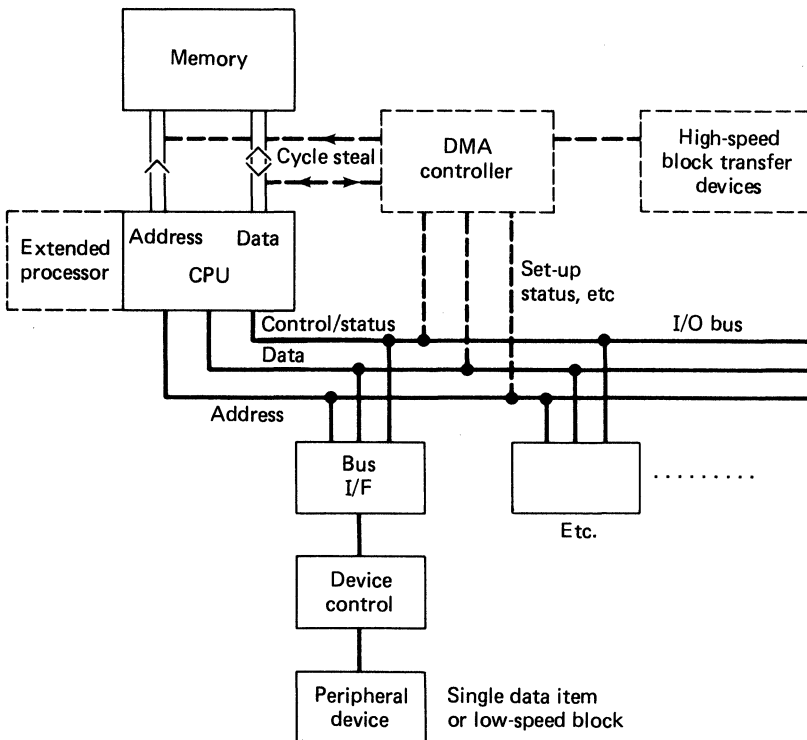 Memory
Cycle steal
DMA
controller
High-speed
block transfer
devices
Extended
processor
Address Data
CPU
Set-up
status, etc
Control/status
I/O bus
Data
Address
Bus
I/F
Etc.
Device
control
Peripheral
device
Single data item
or low-speed block